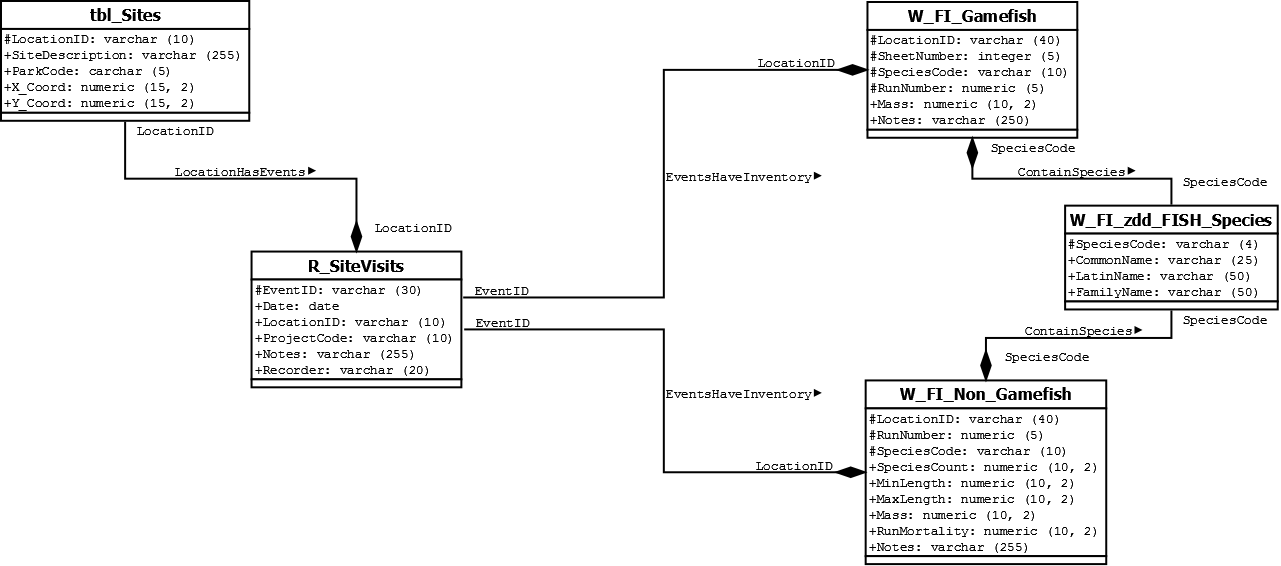 tbl_Sites
#LocationID: varchar (10)
+SiteDescription: varchar (255)
+ParkCode: carchar (5)
+X_Coord: numeric (15, 2)
+Y_Coord: numeric (15, 2)
LocationID
LocationHasEvents
LocationID
R_SiteVisits
#EventID: varchar (30)
+Date: date
+LocationID: varchar (10)
+ProjectCode: varchar (10)
+Notes: varchar (255)
+Recorder: varchar (20)
EventID
EventsHaveInventory
LocationID
EventID
EventsHaveInventory
LocationID
W_FI_Gamefish
#LocationID: varchar (40)
#SheetNumber: integer (5)
#SpeciesCode: varchar (10)
#RunNumber: numeric (5)
+Mass: numeric (10, 2)
+Notes: varchar (250)
SpeciesCode
ContainSpecies
SpeciesCode
W_FI_zdd_FISH_Species
#SpeciesCode: varchar (4)
+CommonName: varchar (25)
+LatinName: varchar (50)
+FamilyName: varchar (50)
SpeciesCode
ContainSpecies
SpeciesCode
W_FI_Non_Gamefish
#LocationID: varchar (40)
#RunNumber: numeric (5)
#SpeciesCode: varchar (10)
+SpeciesCount: numeric (10, 2)
+MinLength: numeric (10, 2)
+MaxLength: numeric (10, 2)
+Mass: numeric (10, 2)
+RunMortality: numeric (10, 2)
+Notes: varchar (255)